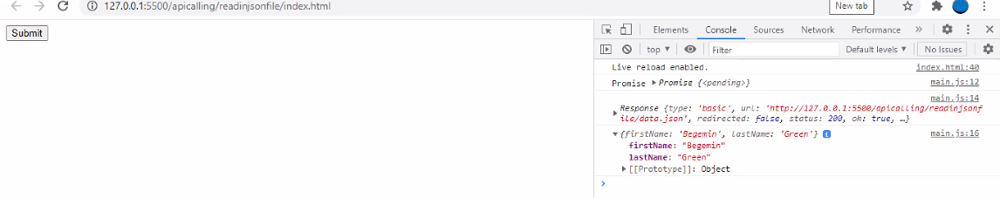 127.0.0.1:5500/apicalling/readinjsonfile/index.html
New tab
Submit
Elements Console Sources Network Performance »
top ▼ Filter Default levels ▼ No Issues
Live reload enabled. index.html:40
Promise ▶ Promise {<pending>} main.js:12
main.js:14
▶ Response {type: 'basic', url: 'http://127.0.0.1:5500/apicalling/readinjsonf
ile/data.json', redirected: false, status: 200, ok: true, …}
▼ {firstName: 'Begemin', lastName: 'Green'} i main.js:16
firstName: "Begemin"
lastName: "Green"
▶ [[Prototype]]: Object
>